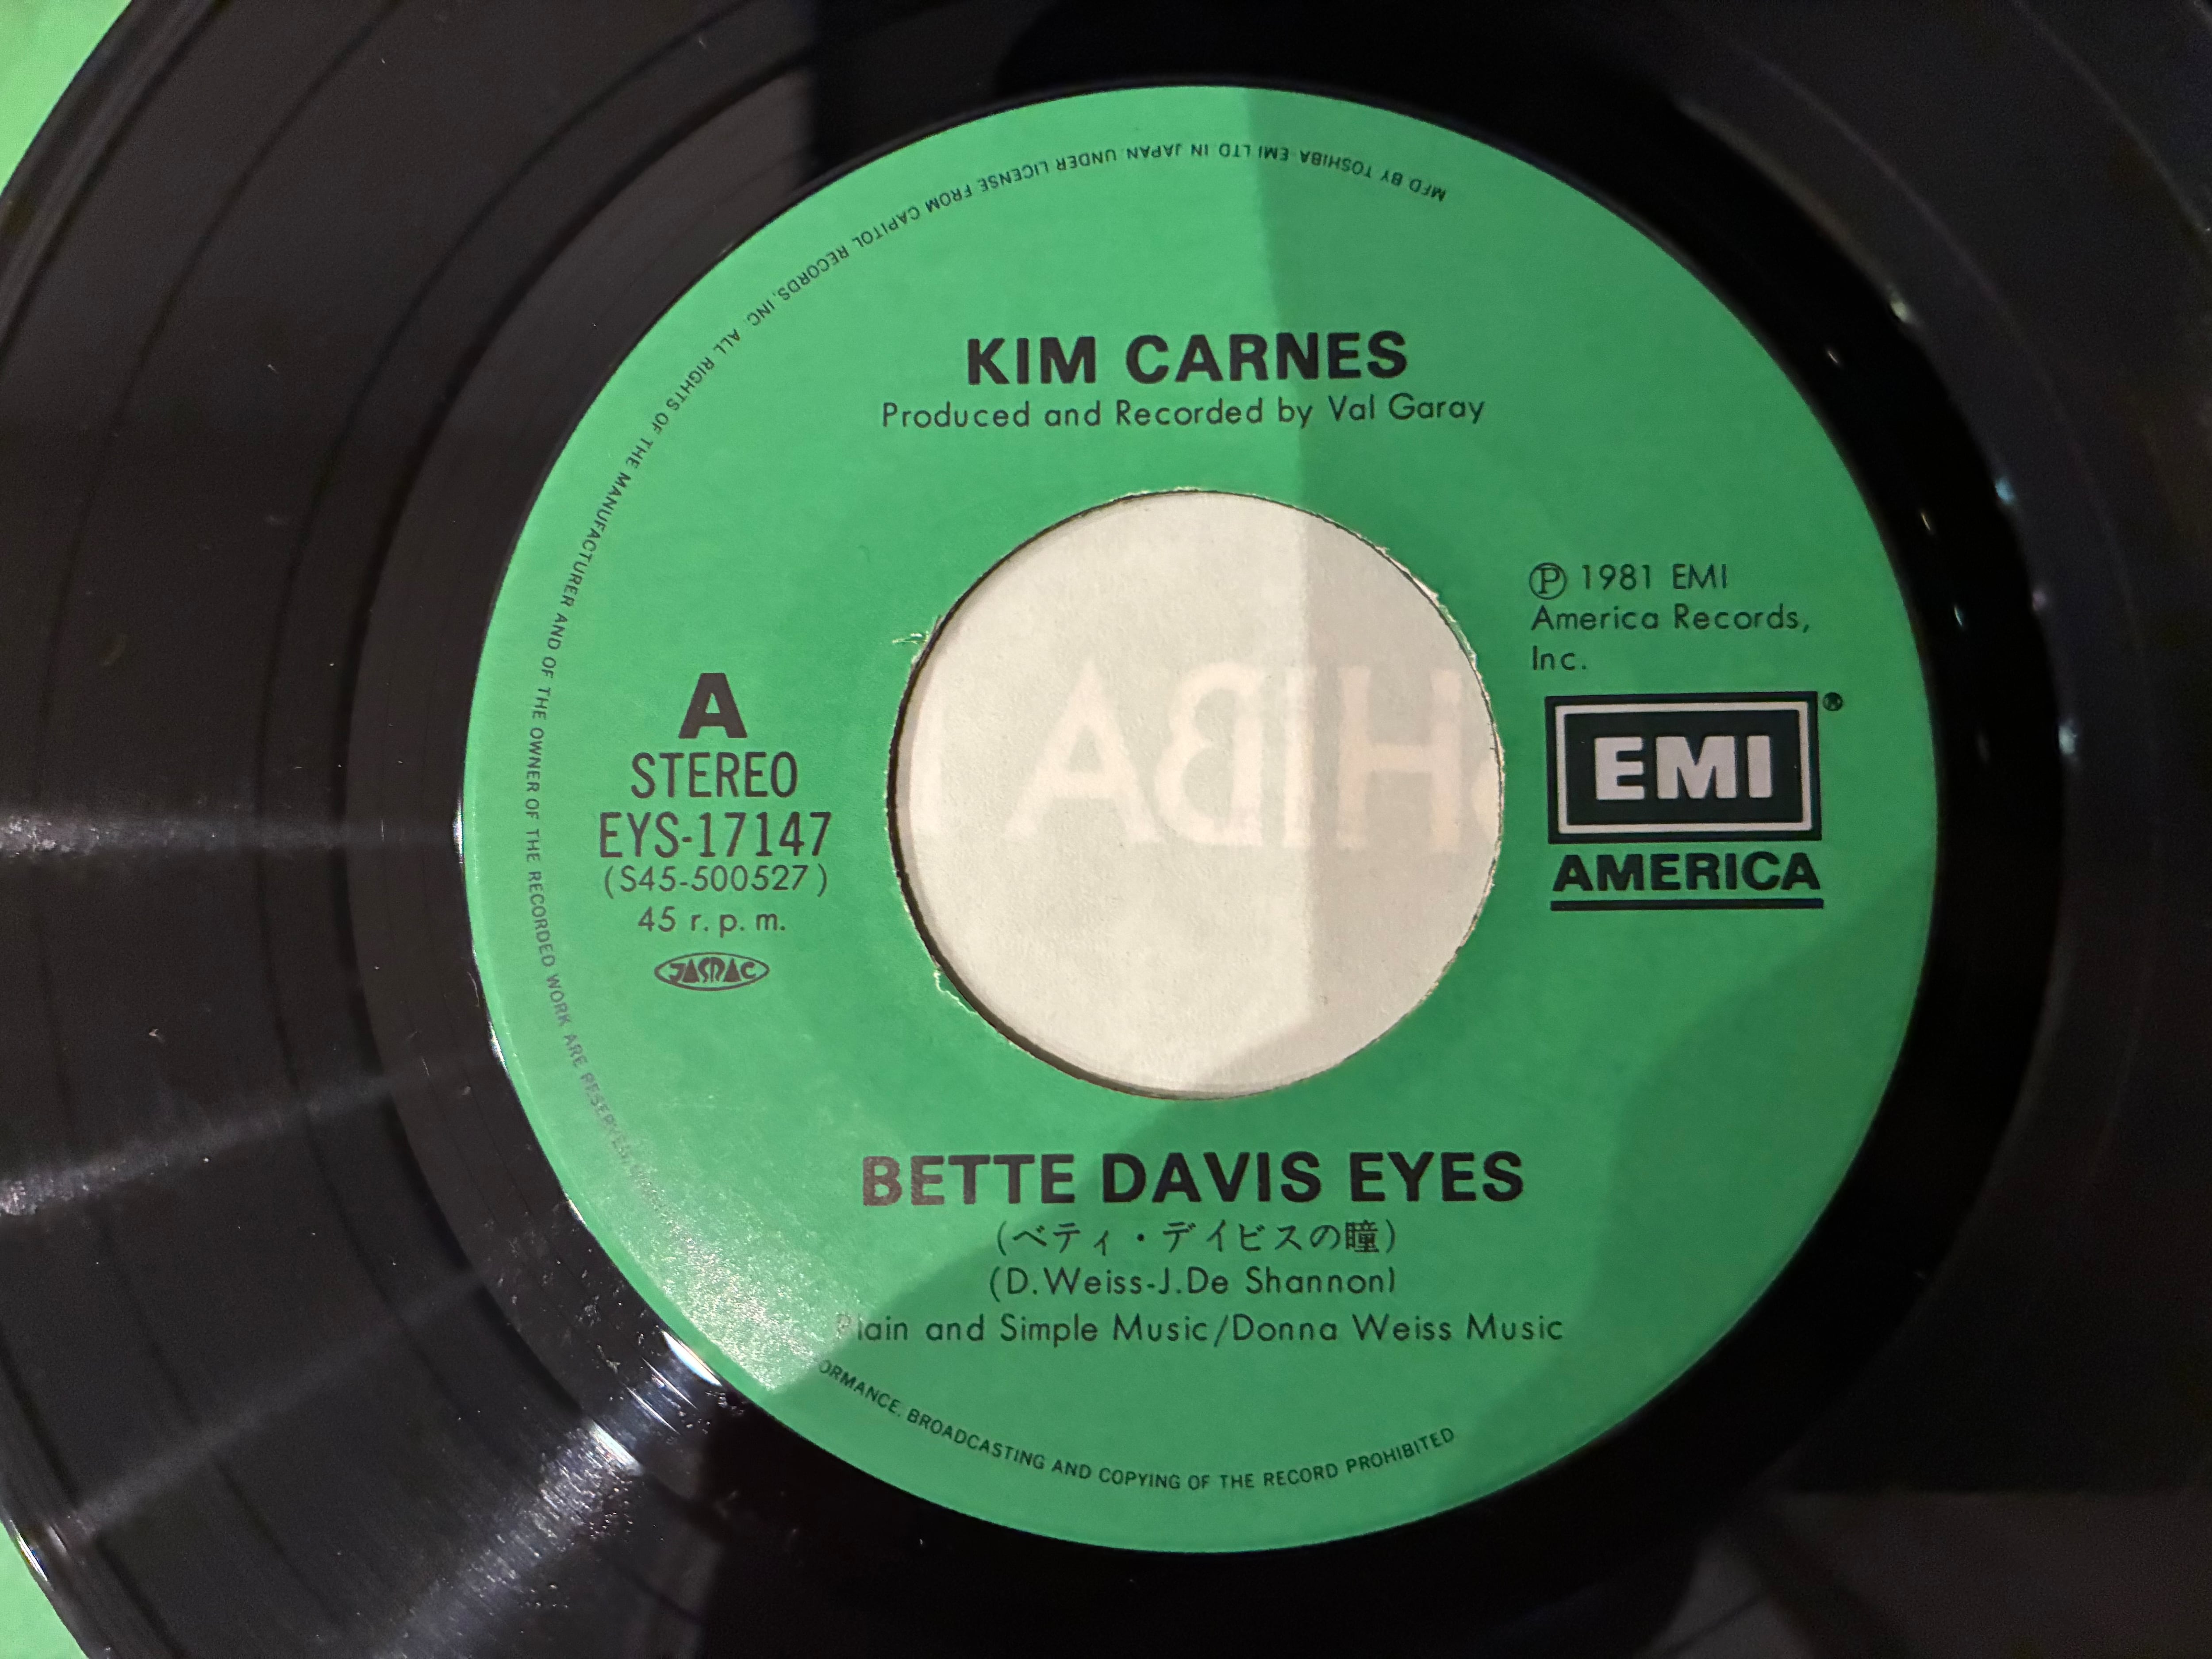 MFD. BY TOSHIBA EMI LTD IN JAPAN UNDER LICENSE FROM CAPITOL RECORDS, INC. ALL RIGHTS OF THE MANUFACTURER AND OF THE OWNER OF THE RECORDED WORK ARE RESERVED.
ORMANCE, BROADCASTING AND COPYING OF THE RECORD PROHIBITED
KIM CARNES
Produced and Recorded by Val Garay
Ⓟ 1981 EMI
America Records,
Inc.
EMI®
AMERICA
A
STEREO
EYS-17147
(S45-500527)
45 r.p.m.
JASRAC
HIBA
BETTE DAVIS EYES
(ベティ・デイビスの瞳)
(D.Weiss-J.De Shannon)
Plain and Simple Music/Donna Weiss Music